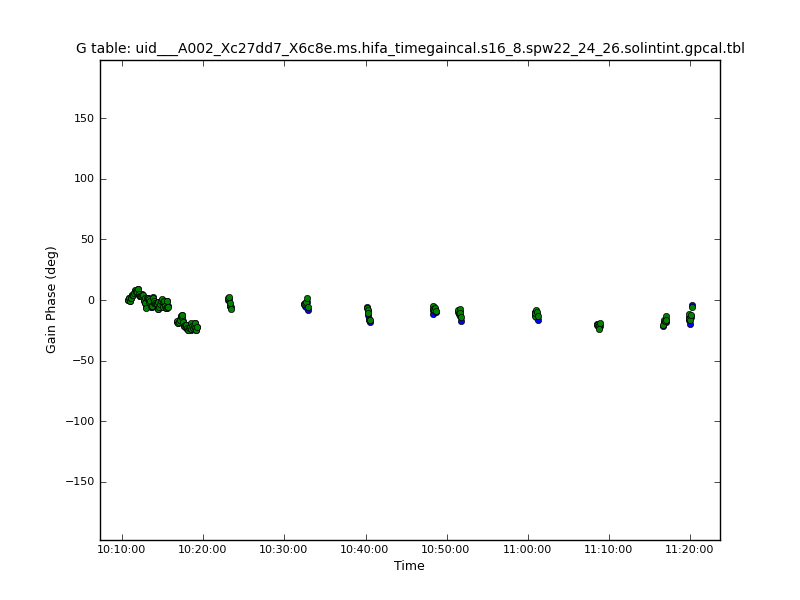 G table: uid___A002_Xc27dd7_X6c8e.ms.hifa_timegaincal.s16_8.spw22_24_26.solintint.gpcal.tbl
150
100
50
0
−50
−100
−150
Gain Phase (deg)
10:10:00 10:20:00 10:30:00 10:40:00 10:50:00 11:00:00 11:10:00 11:20:00
Time